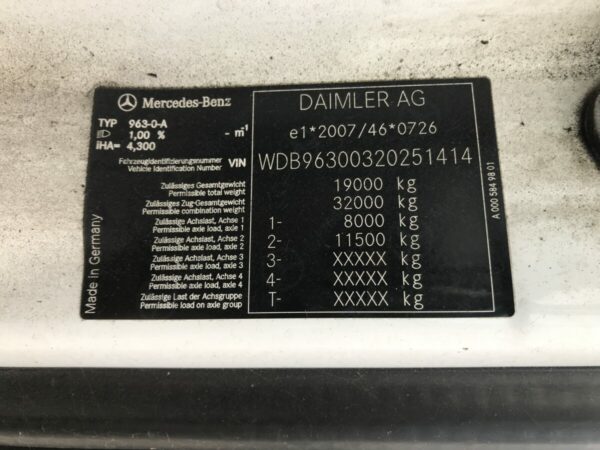 Mercedes-Benz
TYP 963-0-A
1,00 % - m¹
iHA= 4,300
Fahrzeugidentifizierungsnummer
Vehicle Identification Number VIN
DAIMLER AG
e1*2007/46*0726
WDB96300320251414
Zulässiges Gesamtgewicht
Permissible total weight 19000 kg
Zulässiges Zug-Gesamtgewicht
Permissible combination weight 32000 kg
Zulässige Achslast, Achse 1
Permissible axle load, axle 1 1- 8000 kg
Zulässige Achslast, Achse 2
Permissible axle load, axle 2 2- 11500 kg
Zulässige Achslast, Achse 3
Permissible axle load, axle 3 3- XXXXX kg
Zulässige Achslast, Achse 4
Permissible axle load, axle 4 4- XXXXX kg
Zulässige Last der Achsgruppe
Permissible load on axle group T- XXXXX kg
Made in Germany
A 000 584 98 01